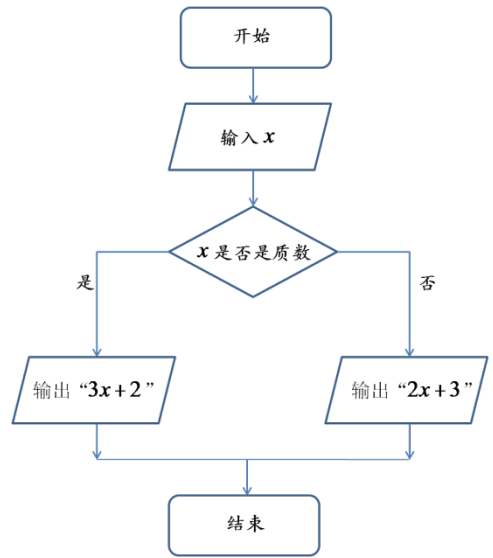 开始
输入 x
x 是否是质数
是
否
输出 “3x+2”
输出 “2x+3”
结束